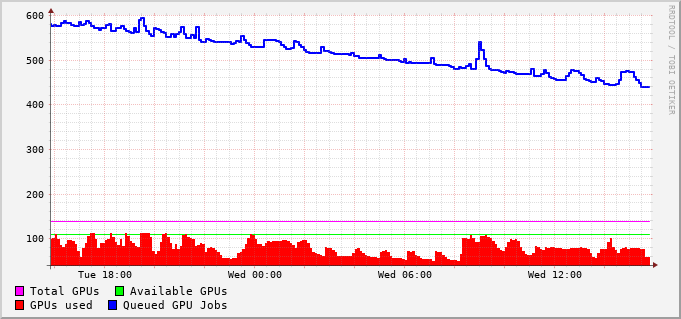 600
500
400
300
200
100
Tue 18:00 Wed 00:00 Wed 06:00 Wed 12:00
Total GPUs Available GPUs
GPUs used Queued GPU Jobs
RRDTOOL / TOBI OETIKER